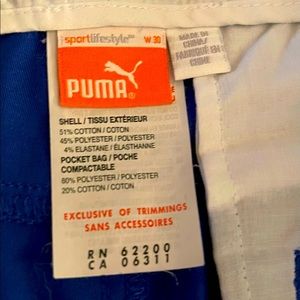 sportlifestyle W 30
PUMA®
SHELL / TISSU EXTÉRIEUR
51% COTTON / COTON
45% POLYESTER / POLYESTER
4% ELASTANE / ÉLASTHANNE
POCKET BAG / POCHE
COMPACTABLE
80% POLYESTER / POLYESTER
20% COTTON / COTON
EXCLUSIVE OF TRIMMINGS
SANS ACCESSOIRES
RN 62200
CA 06311
MADE IN
CHINA/
FABRIQUÉ EN
CHINE